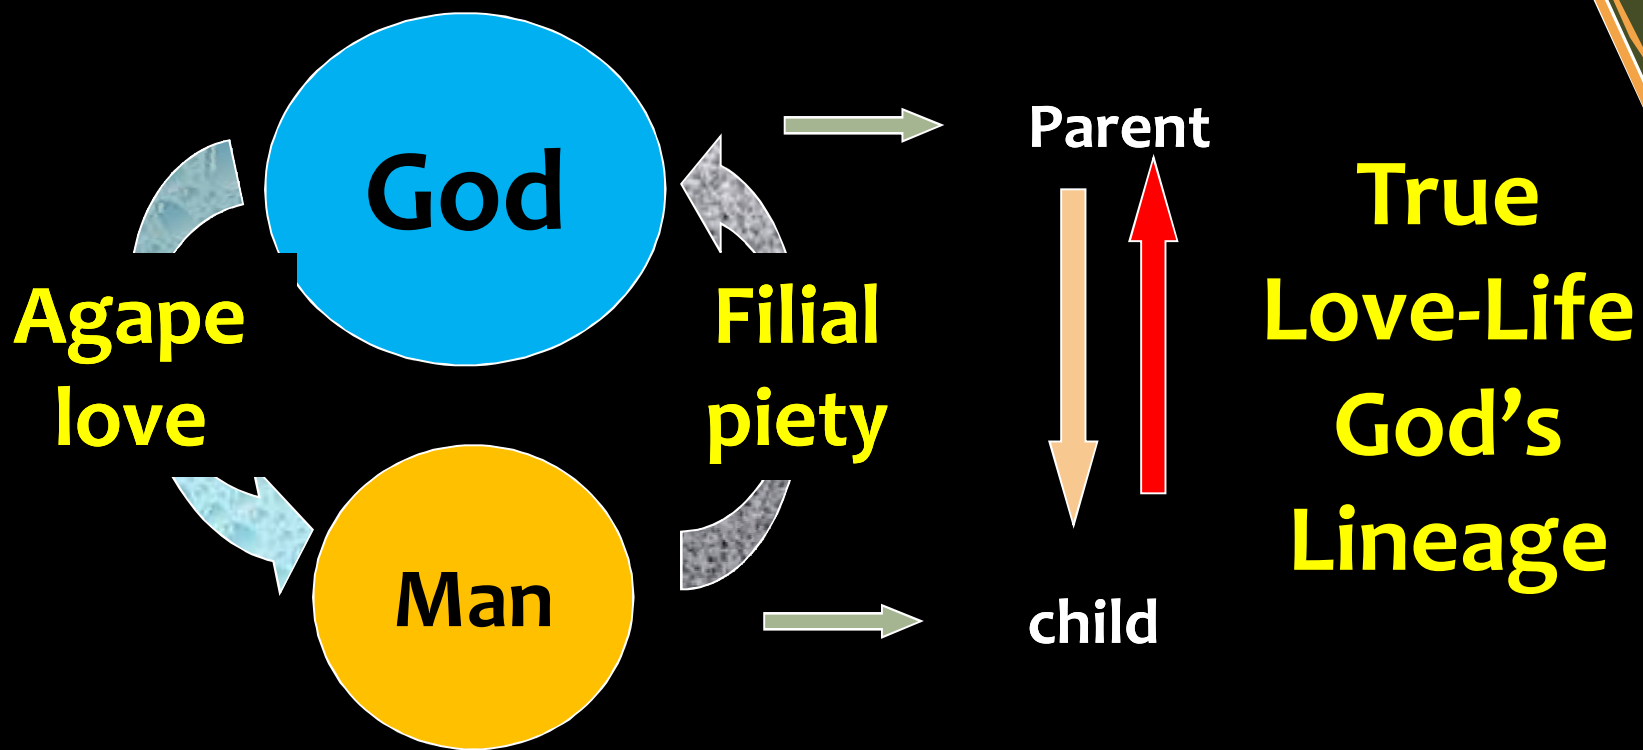 God
Agape
love
Filial
piety
Man
Parent
child
True
Love-Life
God’s
Lineage